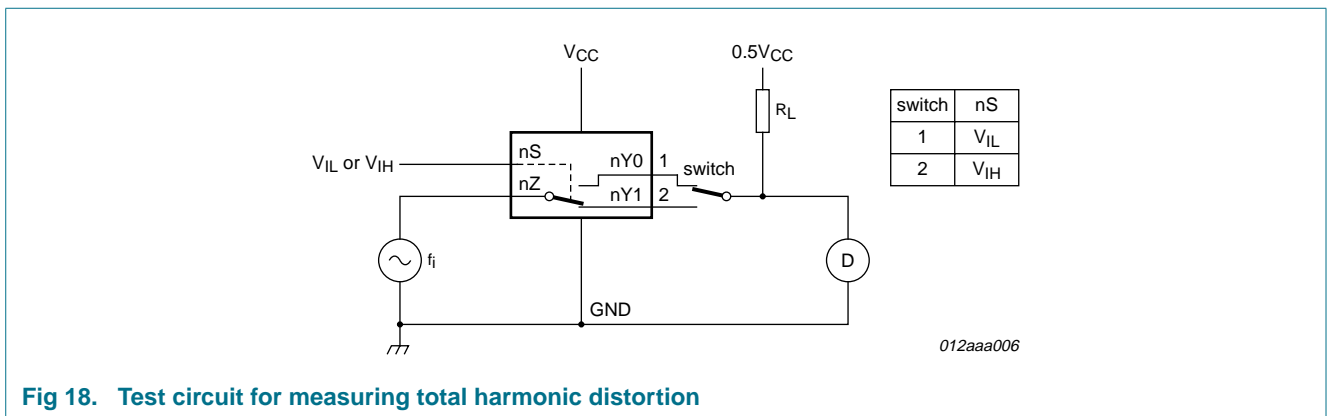 VCC
0.5VCC
RL
switch nS
1 VIL
2 VIH
VIL or VIH
nS
nZ
nY0 1
nY1 2
switch
fi
D
GND
012aaa006
Fig 18. Test circuit for measuring total harmonic distortion